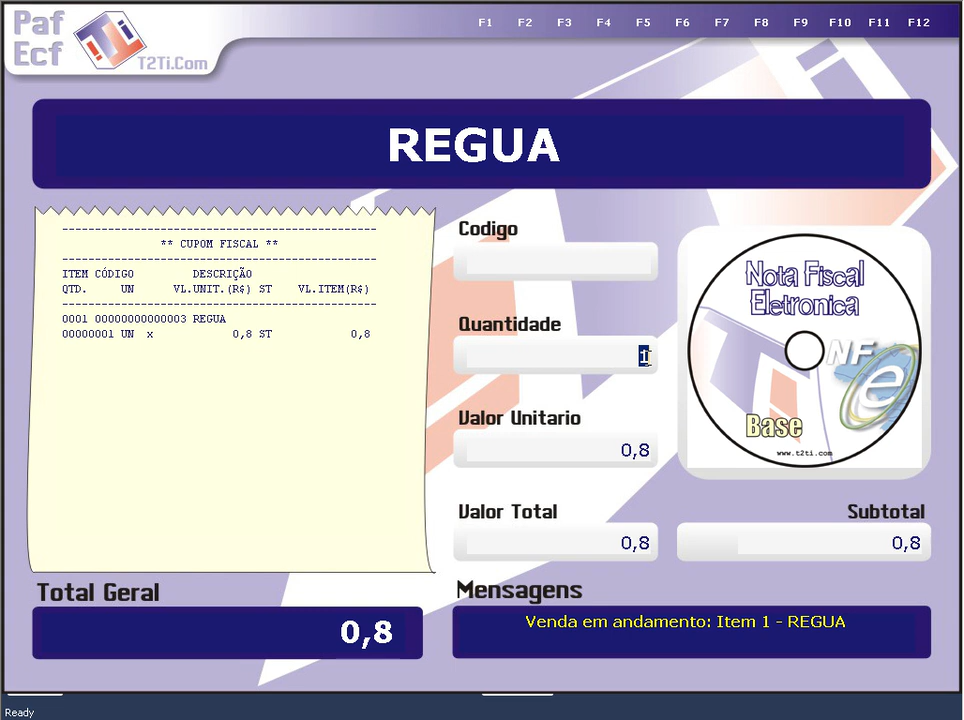 Paf
Ecf
T2Ti.Com
F1 F2 F3 F4 F5 F6 F7 F8 F9 F10 F11 F12
REGUA
** CUPOM FISCAL **
ITEM CÓDIGO DESCRIÇÃO
QTD. UN VL.UNIT.(R$) ST VL.ITEM(R$)
0001 00000000000003 REGUA
00000001 UN x 0,8 ST 0,8
Codigo
Quantidade
1
Valor Unitario
0,8
Valor Total
0,8
Nota Fiscal
Eletronica
NF e
Base
www.t2ti.com
Subtotal
0,8
Total Geral
0,8
Mensagens
Venda em andamento: Item 1 - REGUA
Ready